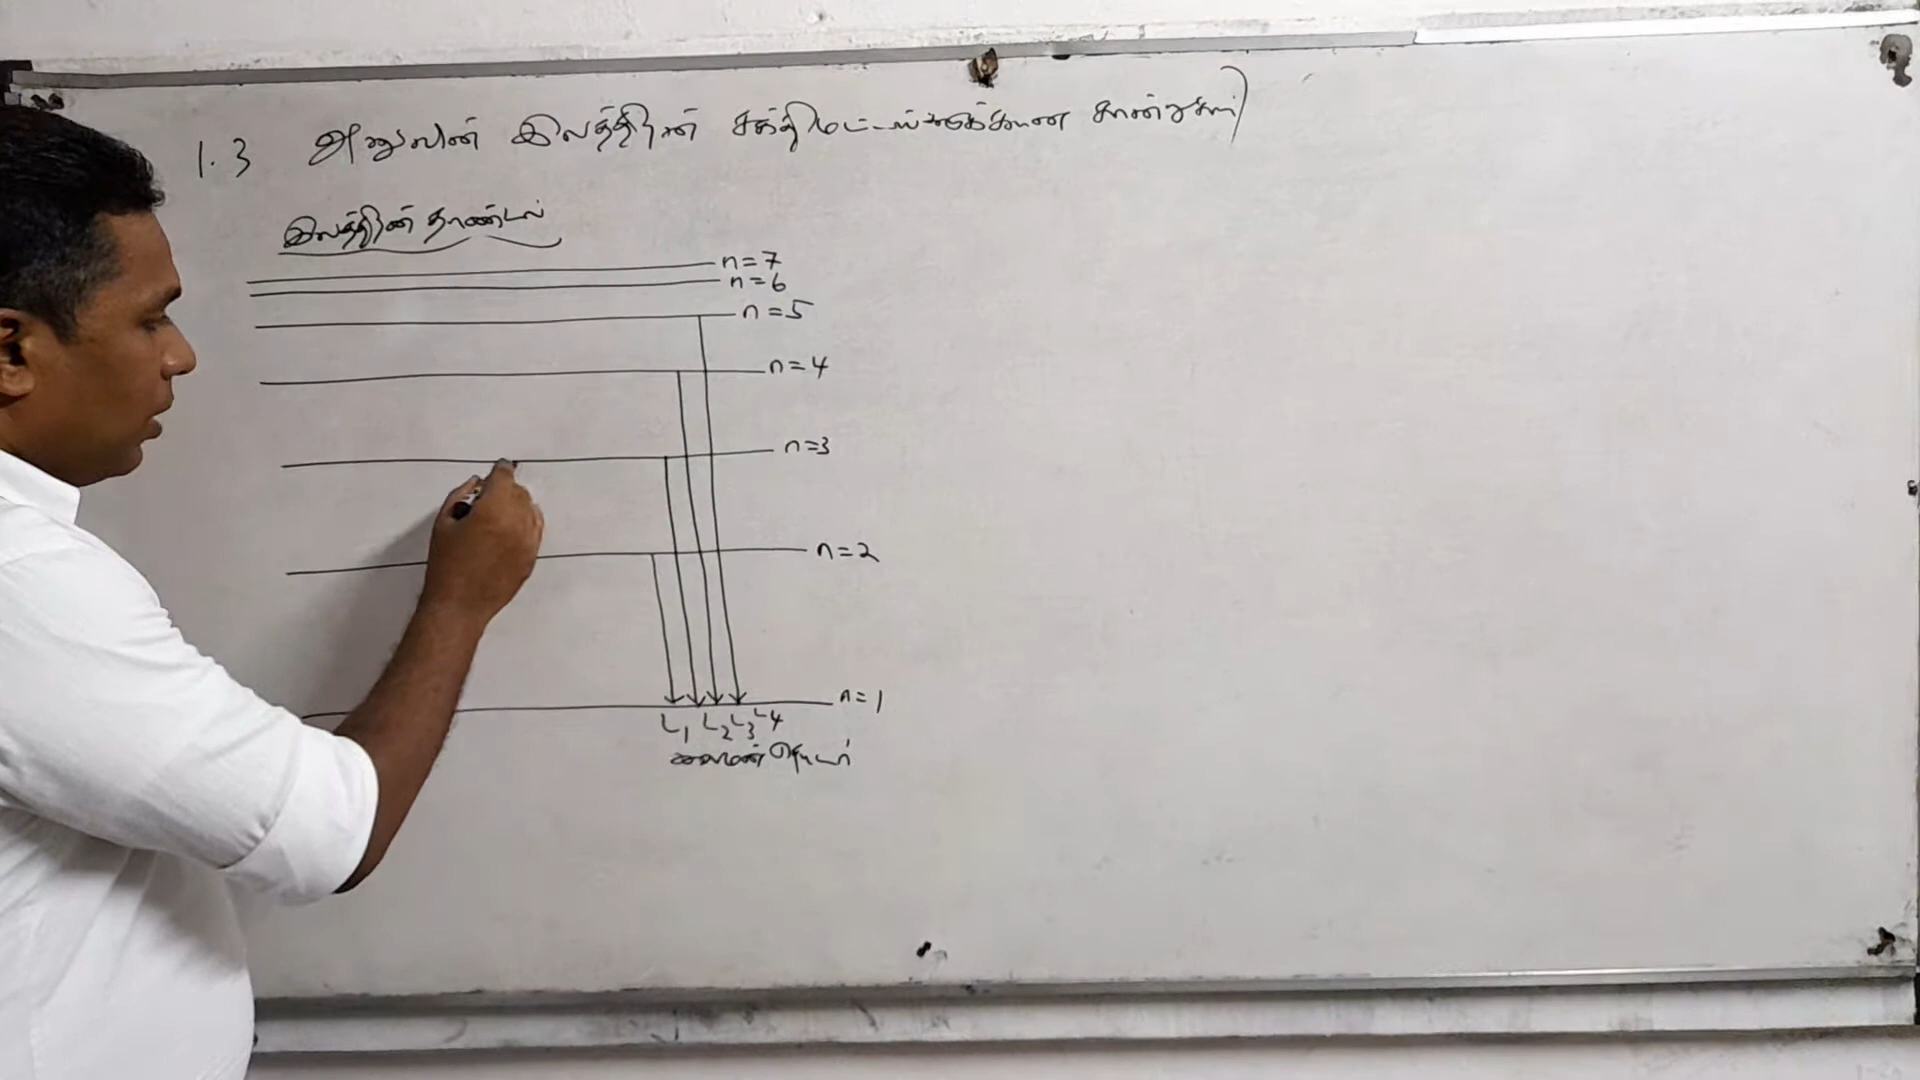 1.3 அணுவின் இலத்திரன் சக்திமட்டங்களுக்கான சான்றுகள்
இலத்திரன் தாண்டல்
n=7
n=6
n=5
n=4
n=3
n=2
n=1
L1 L2 L3 L4
லைமன் தொடர்